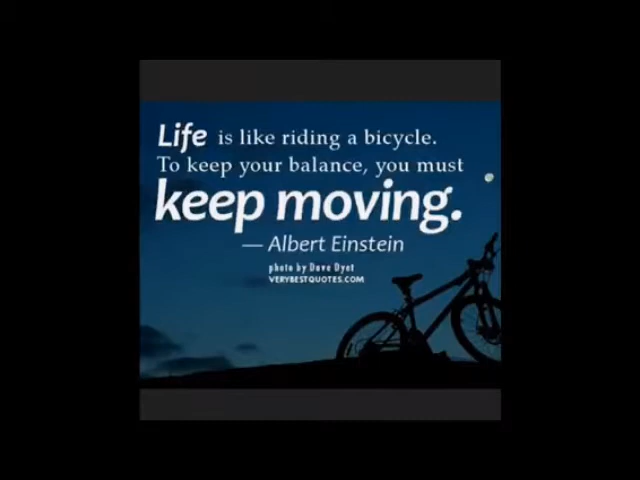 Life is like riding a bicycle.
To keep your balance, you must
keep moving.
— Albert Einstein
photo by Dave Dyet
VERYBESTQUOTES.COM